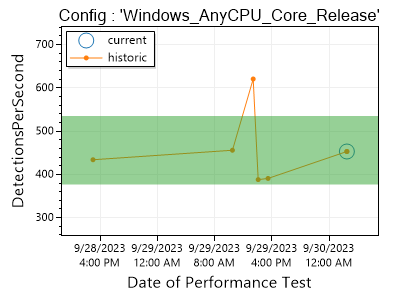 Config : 'Windows_AnyCPU_Core_Release'
current
historic
DetectionsPerSecond
700
600
500
400
300
9/28/2023 4:00 PM
9/29/2023 12:00 AM
9/29/2023 8:00 AM
9/29/2023 4:00 PM
9/30/2023 12:00 AM
Date of Performance Test